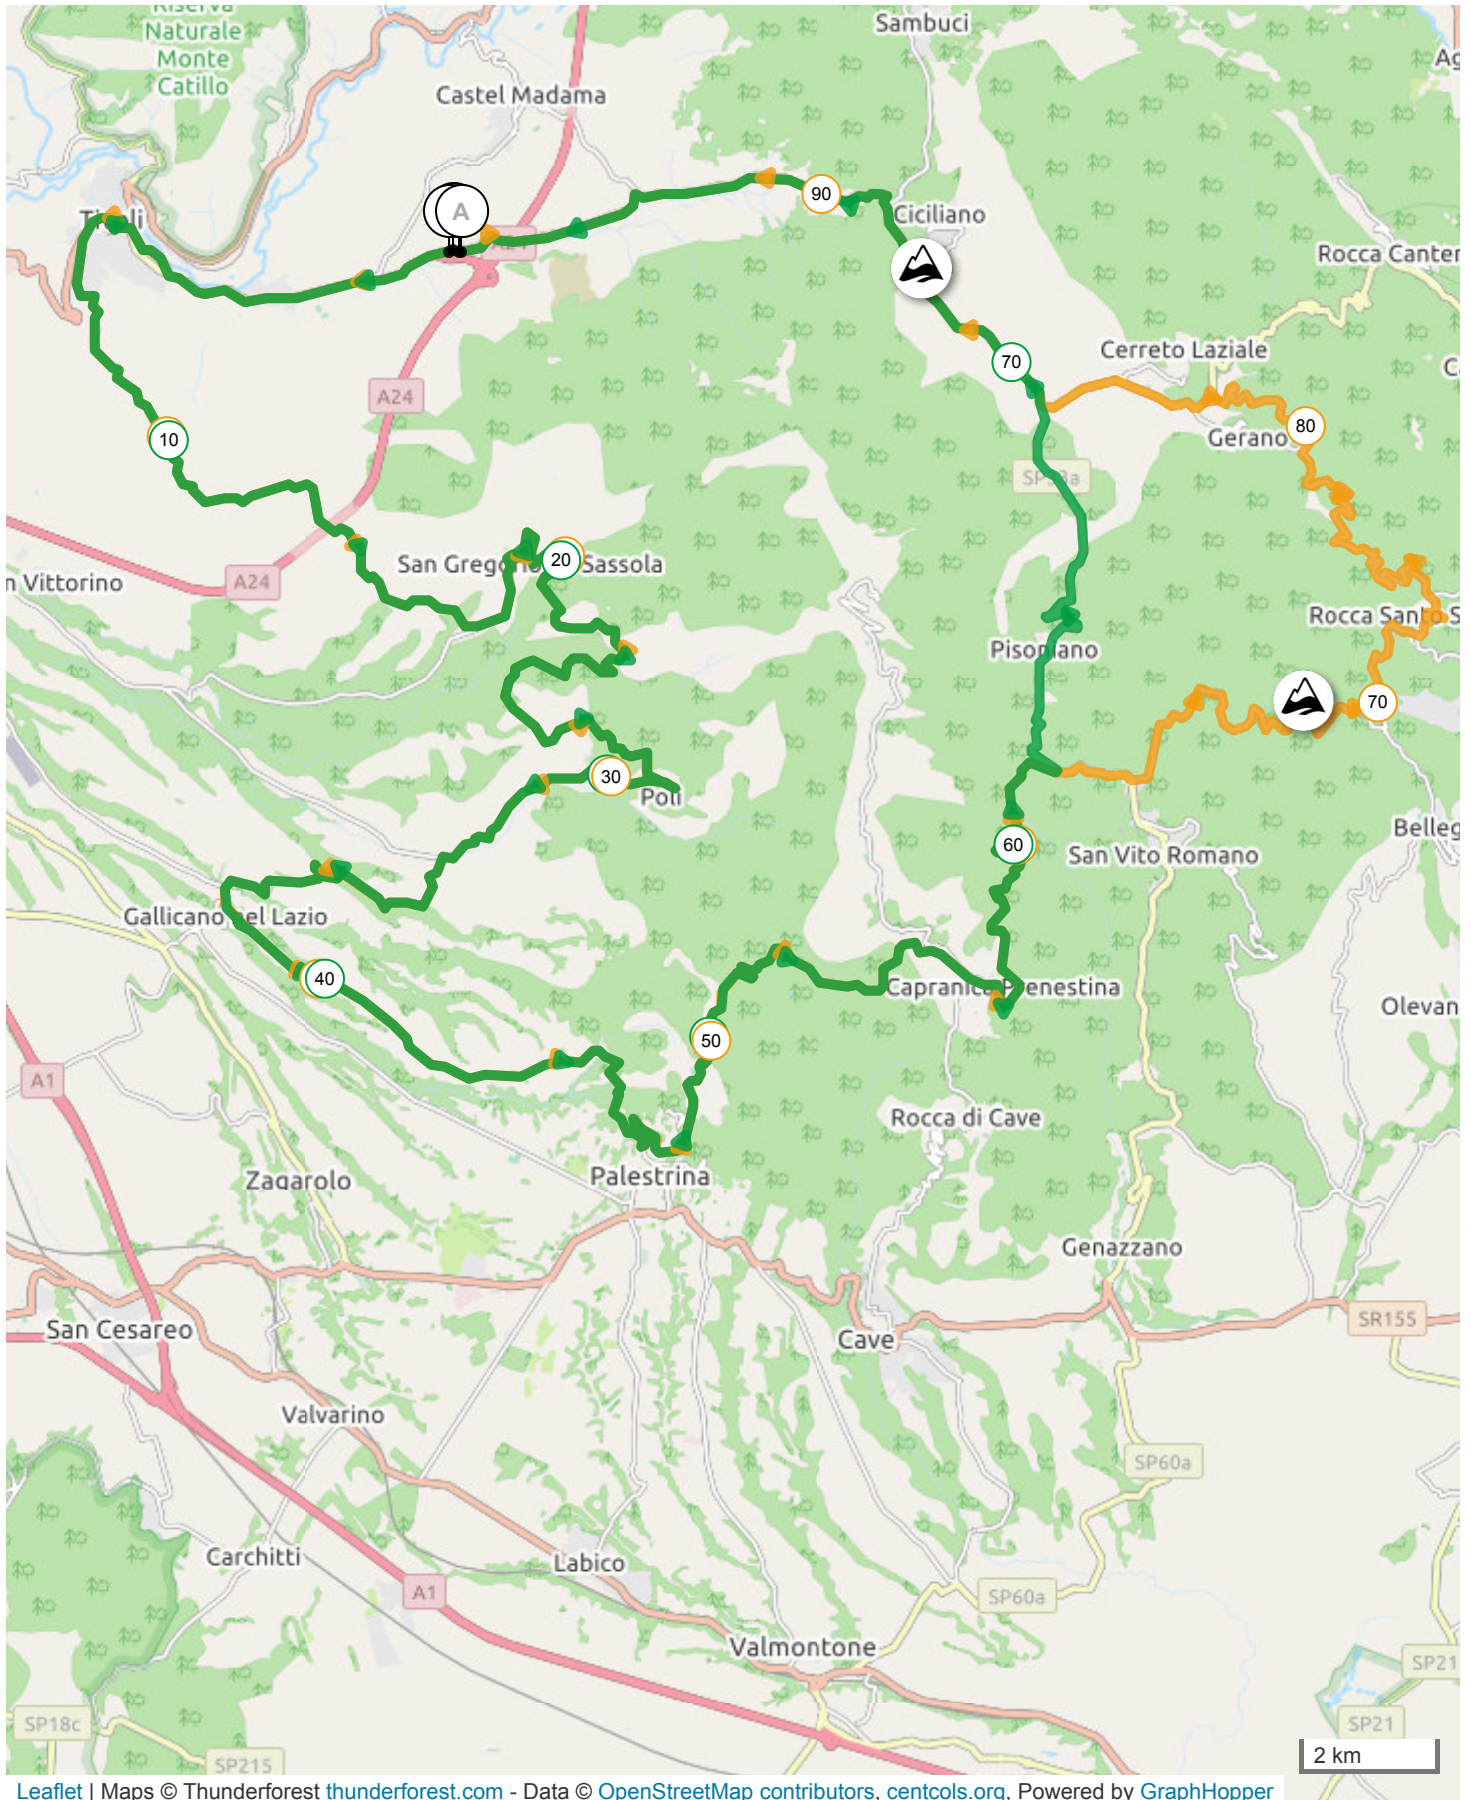 Riserva
Naturale
Monte
Catillo
Sambuci
Castel Madama
A
90
Ciciliano
Rocca Canter
A24
70
Cerreto Laziale
10
80
Gerano
SP33a
20
San Grego
Sassola
A24
n Vittorino
Rocca Santo S
Pisoniano
70
30
Poli
60
San Vito Romano
Belleg
Gallicano nel Lazio
40
Capranica Prenestina
Olevan
50
A1
Rocca di Cave
Palestrina
Zagarolo
Genazzano
San Cesareo
SR155
Cave
Valvarino
SP60a
Carchitti
Labico
A1
SP60a
Valmontone
SP21
SP18c
SP21
SP215
2 km
Leaflet | Maps © Thunderforest thunderforest.com - Data © OpenStreetMap contributors, centcols.org, Powered by GraphHopper